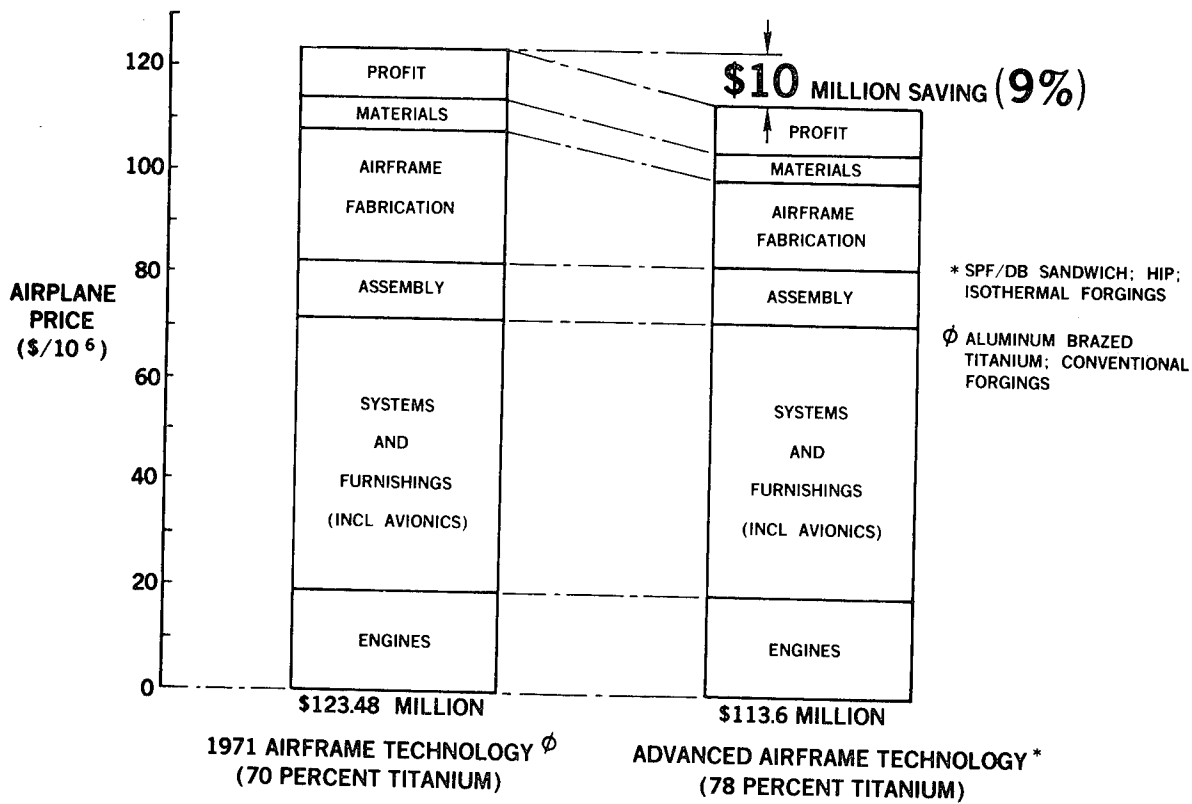 120
100
80
60
40
20
0
AIRPLANE
PRICE
($/10 6)
PROFIT
MATERIALS
AIRFRAME
FABRICATION
ASSEMBLY
SYSTEMS
AND
FURNISHINGS
(INCL AVIONICS)
ENGINES
$123.48 MILLION
1971 AIRFRAME TECHNOLOGY ϕ
(70 PERCENT TITANIUM)
$10 MILLION SAVING (9%)
PROFIT
MATERIALS
AIRFRAME
FABRICATION
ASSEMBLY
SYSTEMS
AND
FURNISHINGS
(INCL AVIONICS)
ENGINES
$113.6 MILLION
ADVANCED AIRFRAME TECHNOLOGY *
(78 PERCENT TITANIUM)
* SPF/DB SANDWICH; HIP;
ISOTHERMAL FORGINGS
ϕ ALUMINUM BRAZED
TITANIUM; CONVENTIONAL
FORGINGS